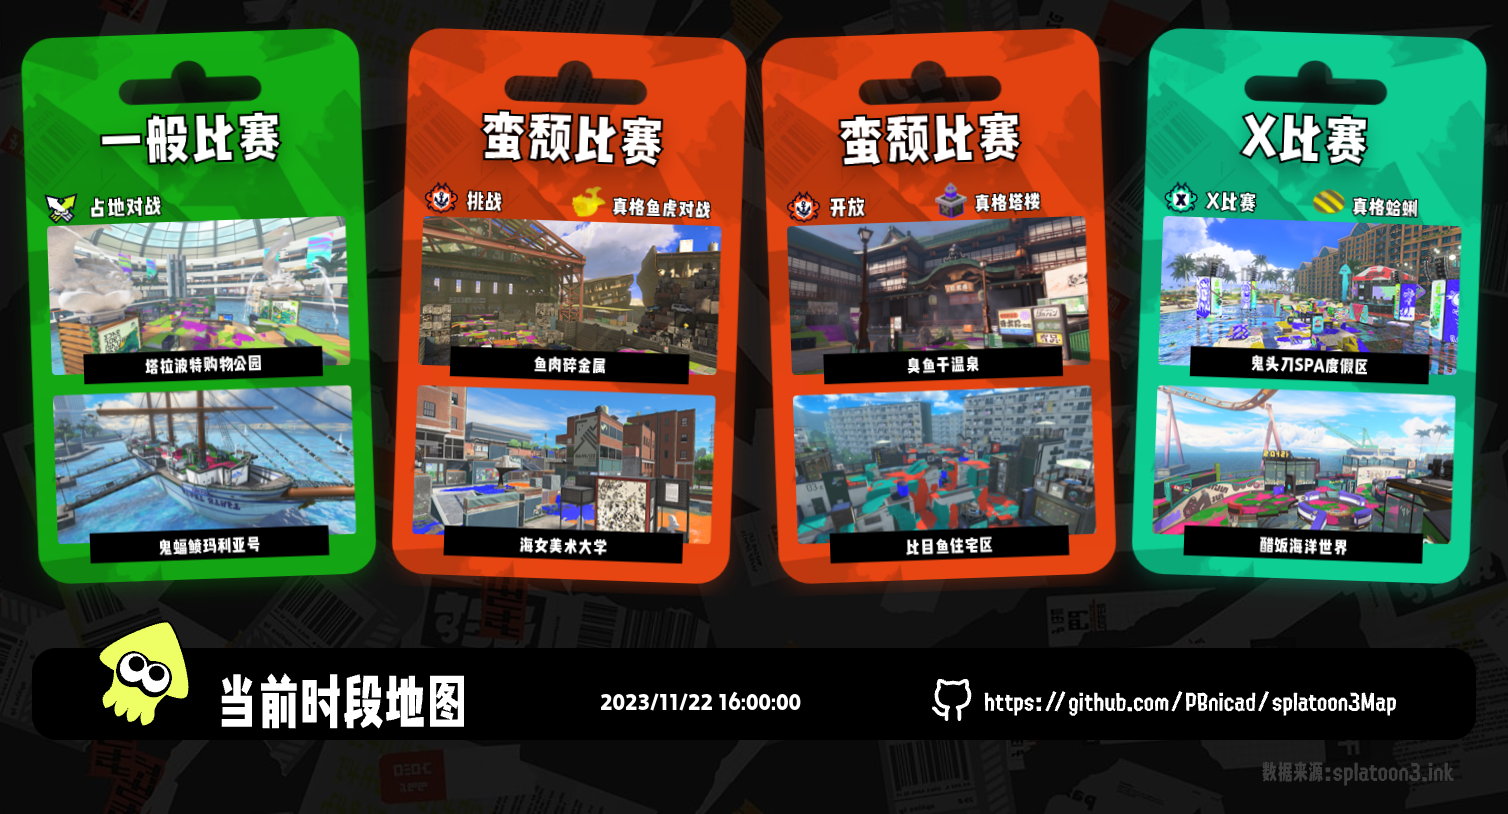 一般比赛
占地对战
塔拉波特购物公园
鬼蝠鲼玛利亚号
蛮颓比赛
挑战
真格鱼虎对战
鱼肉碎金属
海女美术大学
蛮颓比赛
开放
真格塔楼
臭鱼干温泉
比目鱼住宅区
X比赛
X比赛
真格蛤蜊
鬼头刀SPA度假区
醋饭海洋世界
当前时段地图
2023/11/22 16:00:00
https://github.com/PBnicad/splatoon3Map
数据来源:splatoon3.ink